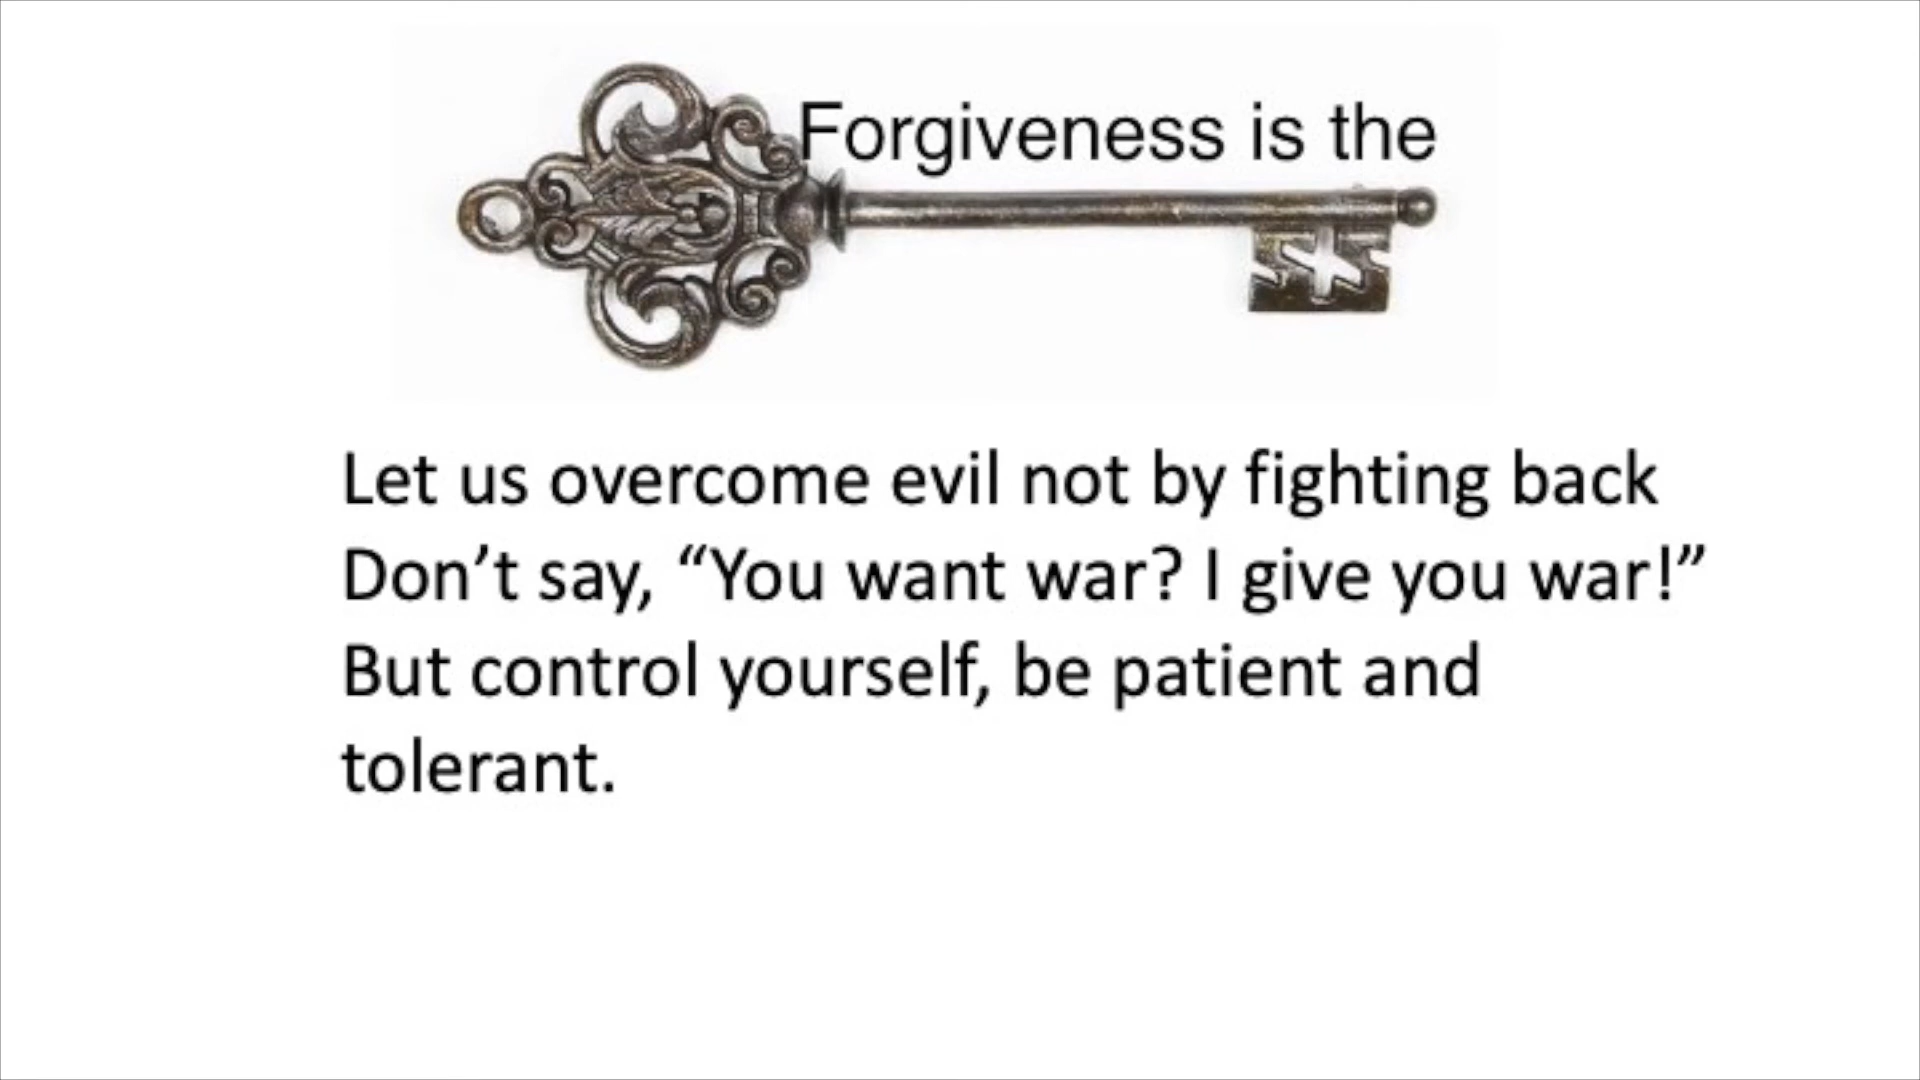 Forgiveness is the
Let us overcome evil not by fighting back
Don’t say, “You want war? I give you war!”
But control yourself, be patient and
tolerant.